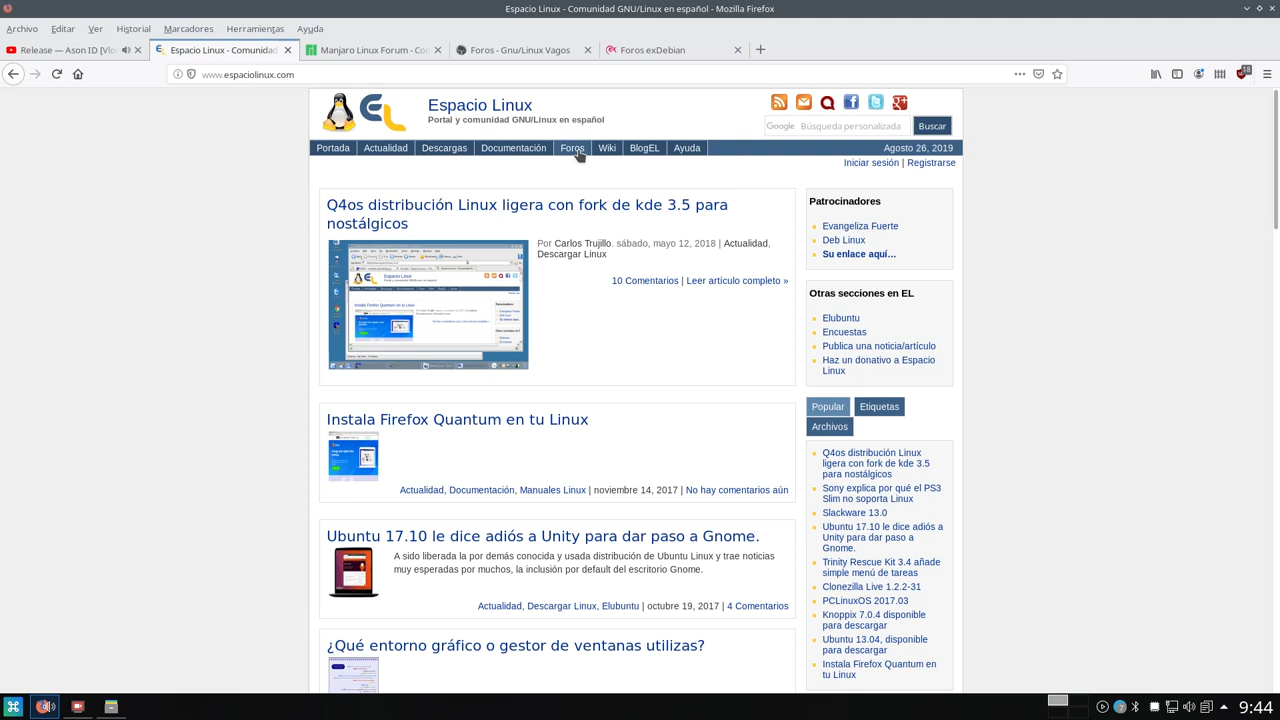 Espacio Linux - Comunidad GNU/Linux en español - Mozilla Firefox
Archivo Editar Ver Historial Marcadores Herramientas Ayuda
Release — Ason ID [Vlo
Espacio Linux - Comunidad
Manjaro Linux Forum - Co
Foros - Gnu/Linux Vagos
Foros exDebian
www.espaciolinux.com
18
EL
Espacio Linux
Portal y comunidad GNU/Linux en español
Google Búsqueda personalizada
Buscar
Portada Actualidad Descargas Documentación Foros Wiki BlogEL Ayuda Agosto 26, 2019
Iniciar sesión | Registrarse
Q4os distribución Linux ligera con fork de kde 3.5 para
nostálgicos
Por Carlos Trujillo. sábado, mayo 12, 2018 | Actualidad,
Descargar Linux
10 Comentarios | Leer artículo completo »
Instala Firefox Quantum en tu Linux
Actualidad, Documentación, Manuales Linux | noviembre 14, 2017 | No hay comentarios aún
Ubuntu 17.10 le dice adiós a Unity para dar paso a Gnome.
A sido liberada la por demás conocida y usada distribución de Ubuntu Linux y trae noticias
muy esperadas por muchos, la inclusión por default del escritorio Gnome.
Actualidad, Descargar Linux, Elubuntu | octubre 19, 2017 | 4 Comentarios
¿Qué entorno gráfico o gestor de ventanas utilizas?
Patrocinadores
Evangeliza Fuerte
Deb Linux
Su enlace aquí...
Otras secciones en EL
Elubuntu
Encuestas
Publica una noticia/artículo
Haz un donativo a Espacio
Linux
Popular Etiquetas
Archivos
Q4os distribución Linux
ligera con fork de kde 3.5
para nostálgicos
Sony explica por qué el PS3
Slim no soporta Linux
Slackware 13.0
Ubuntu 17.10 le dice adiós a
Unity para dar paso a
Gnome.
Trinity Rescue Kit 3.4 añade
simple menú de tareas
Clonezilla Live 1.2.2-31
PCLinuxOS 2017.03
Knoppix 7.0.4 disponible
para descargar
Ubuntu 13.04, disponible
para descargar
Instala Firefox Quantum en
tu Linux
7
9:44